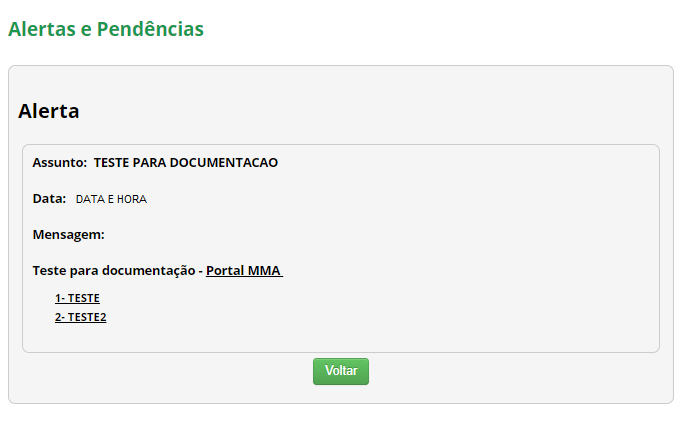 Alertas e Pendências
Alerta
Assunto: TESTE PARA DOCUMENTACAO
Data: DATA E HORA
Mensagem:
Teste para documentação - Portal MMA
1- TESTE
2- TESTE2
Voltar